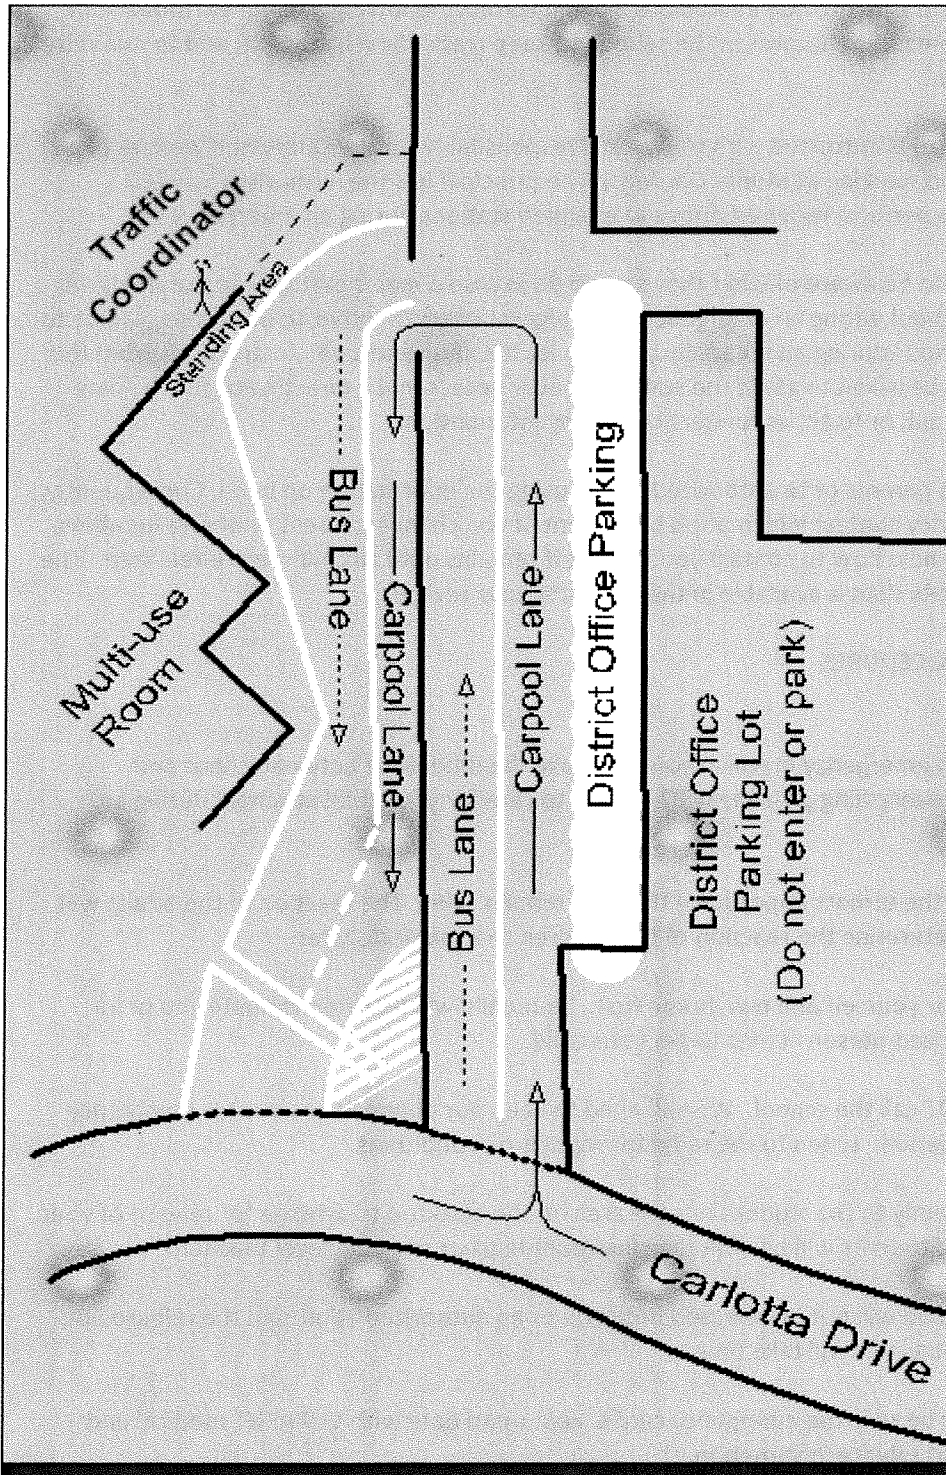 Traffic
Coordinator
Standing Area
Multi-use
Room
Bus Lane
Carpool Lane
Bus Lane
Carpool Lane
District Office Parking
District Office
Parking Lot
(Do not enter or park)
Carlotta Drive